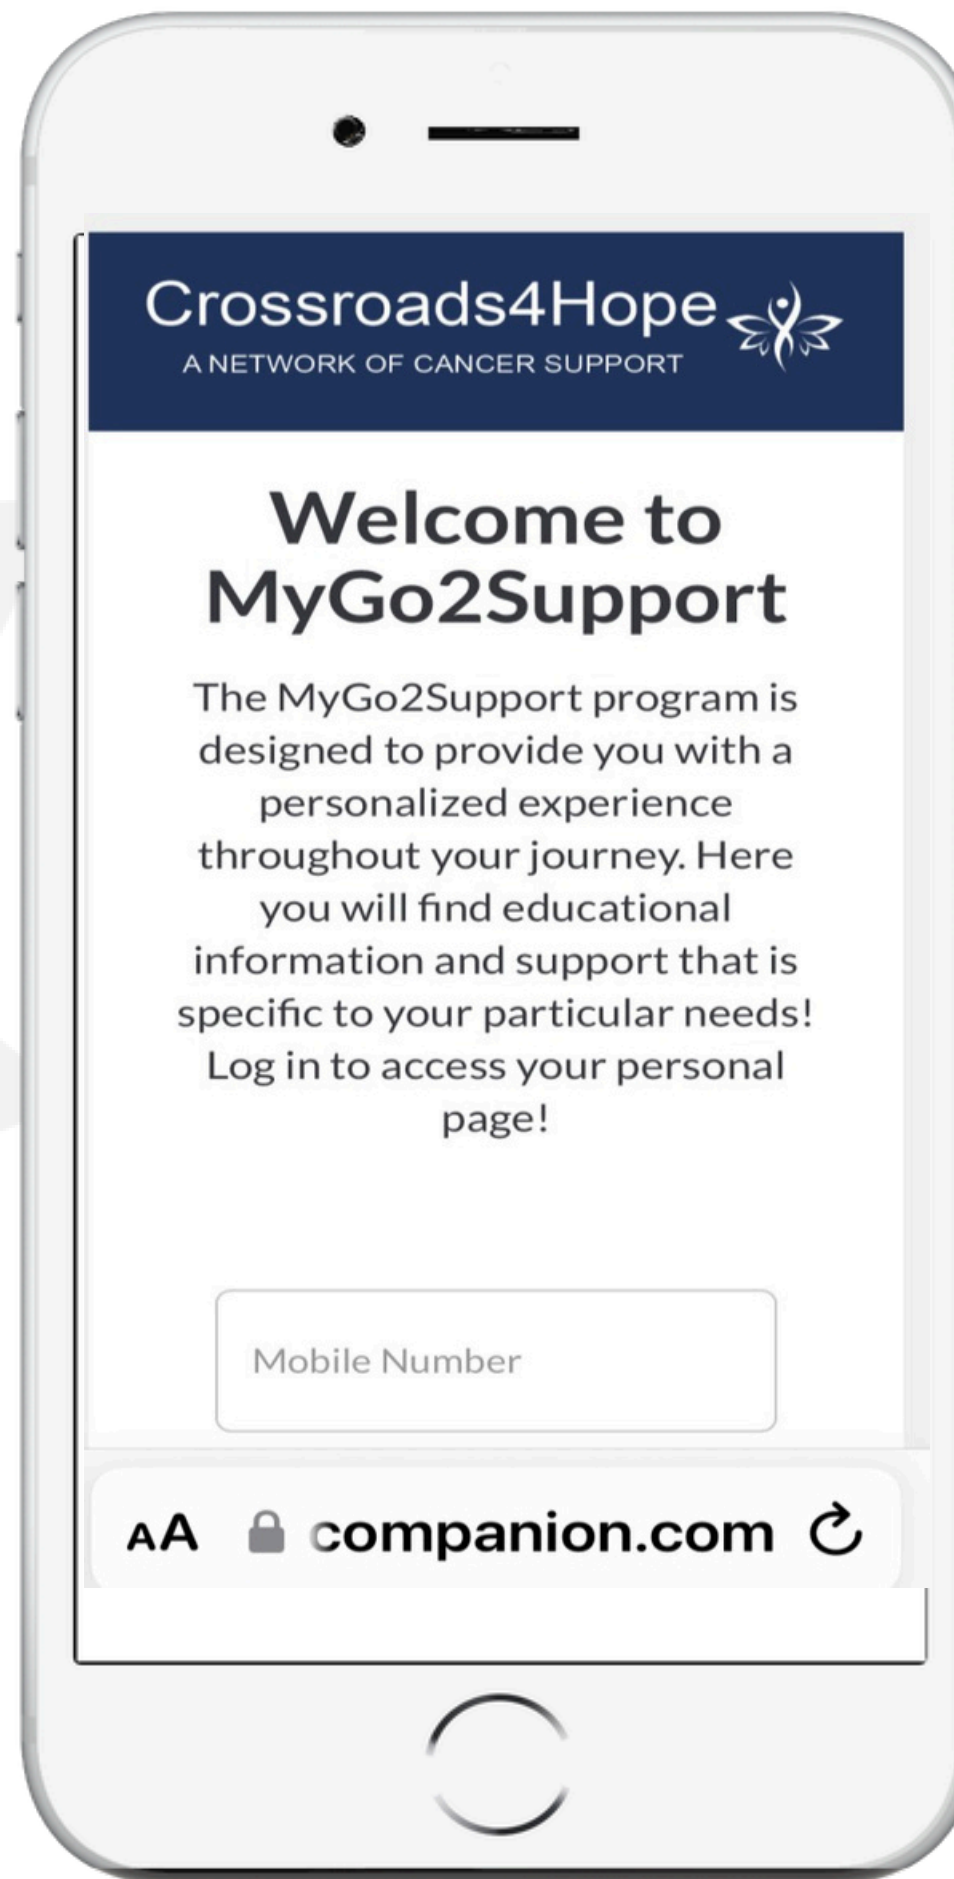 Crossroads4Hope
A NETWORK OF CANCER SUPPORT
Welcome to
MyGo2Support
The MyGo2Support program is
designed to provide you with a
personalized experience
throughout your journey. Here
you will find educational
information and support that is
specific to your particular needs!
Log in to access your personal
page!
Mobile Number
AA companion.com